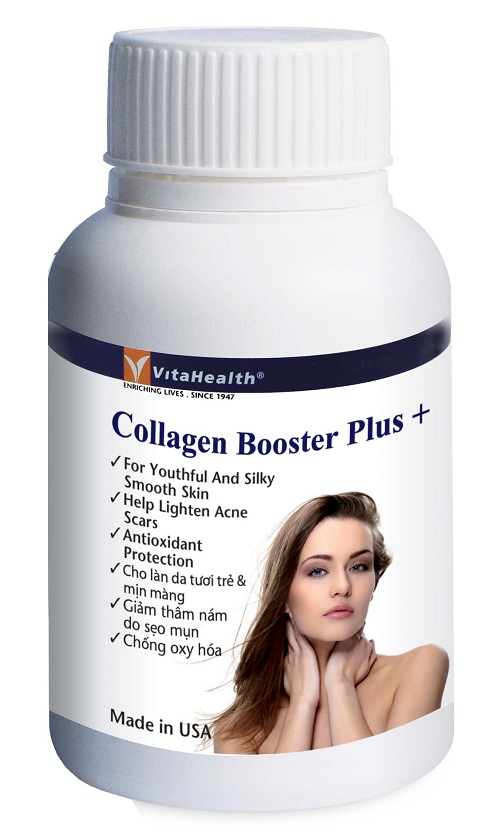 VitaHealth®
ENRICHING LIVES . SINCE 1947
Collagen Booster Plus +
✓For Youthful And Silky
Smooth Skin
✓Help Lighten Acne
Scars
✓Antioxidant
Protection
✓Cho làn da tươi trẻ &
mịn màng
✓Giảm thâm nám
do sẹo mụn
✓Chống oxy hóa
Made in USA